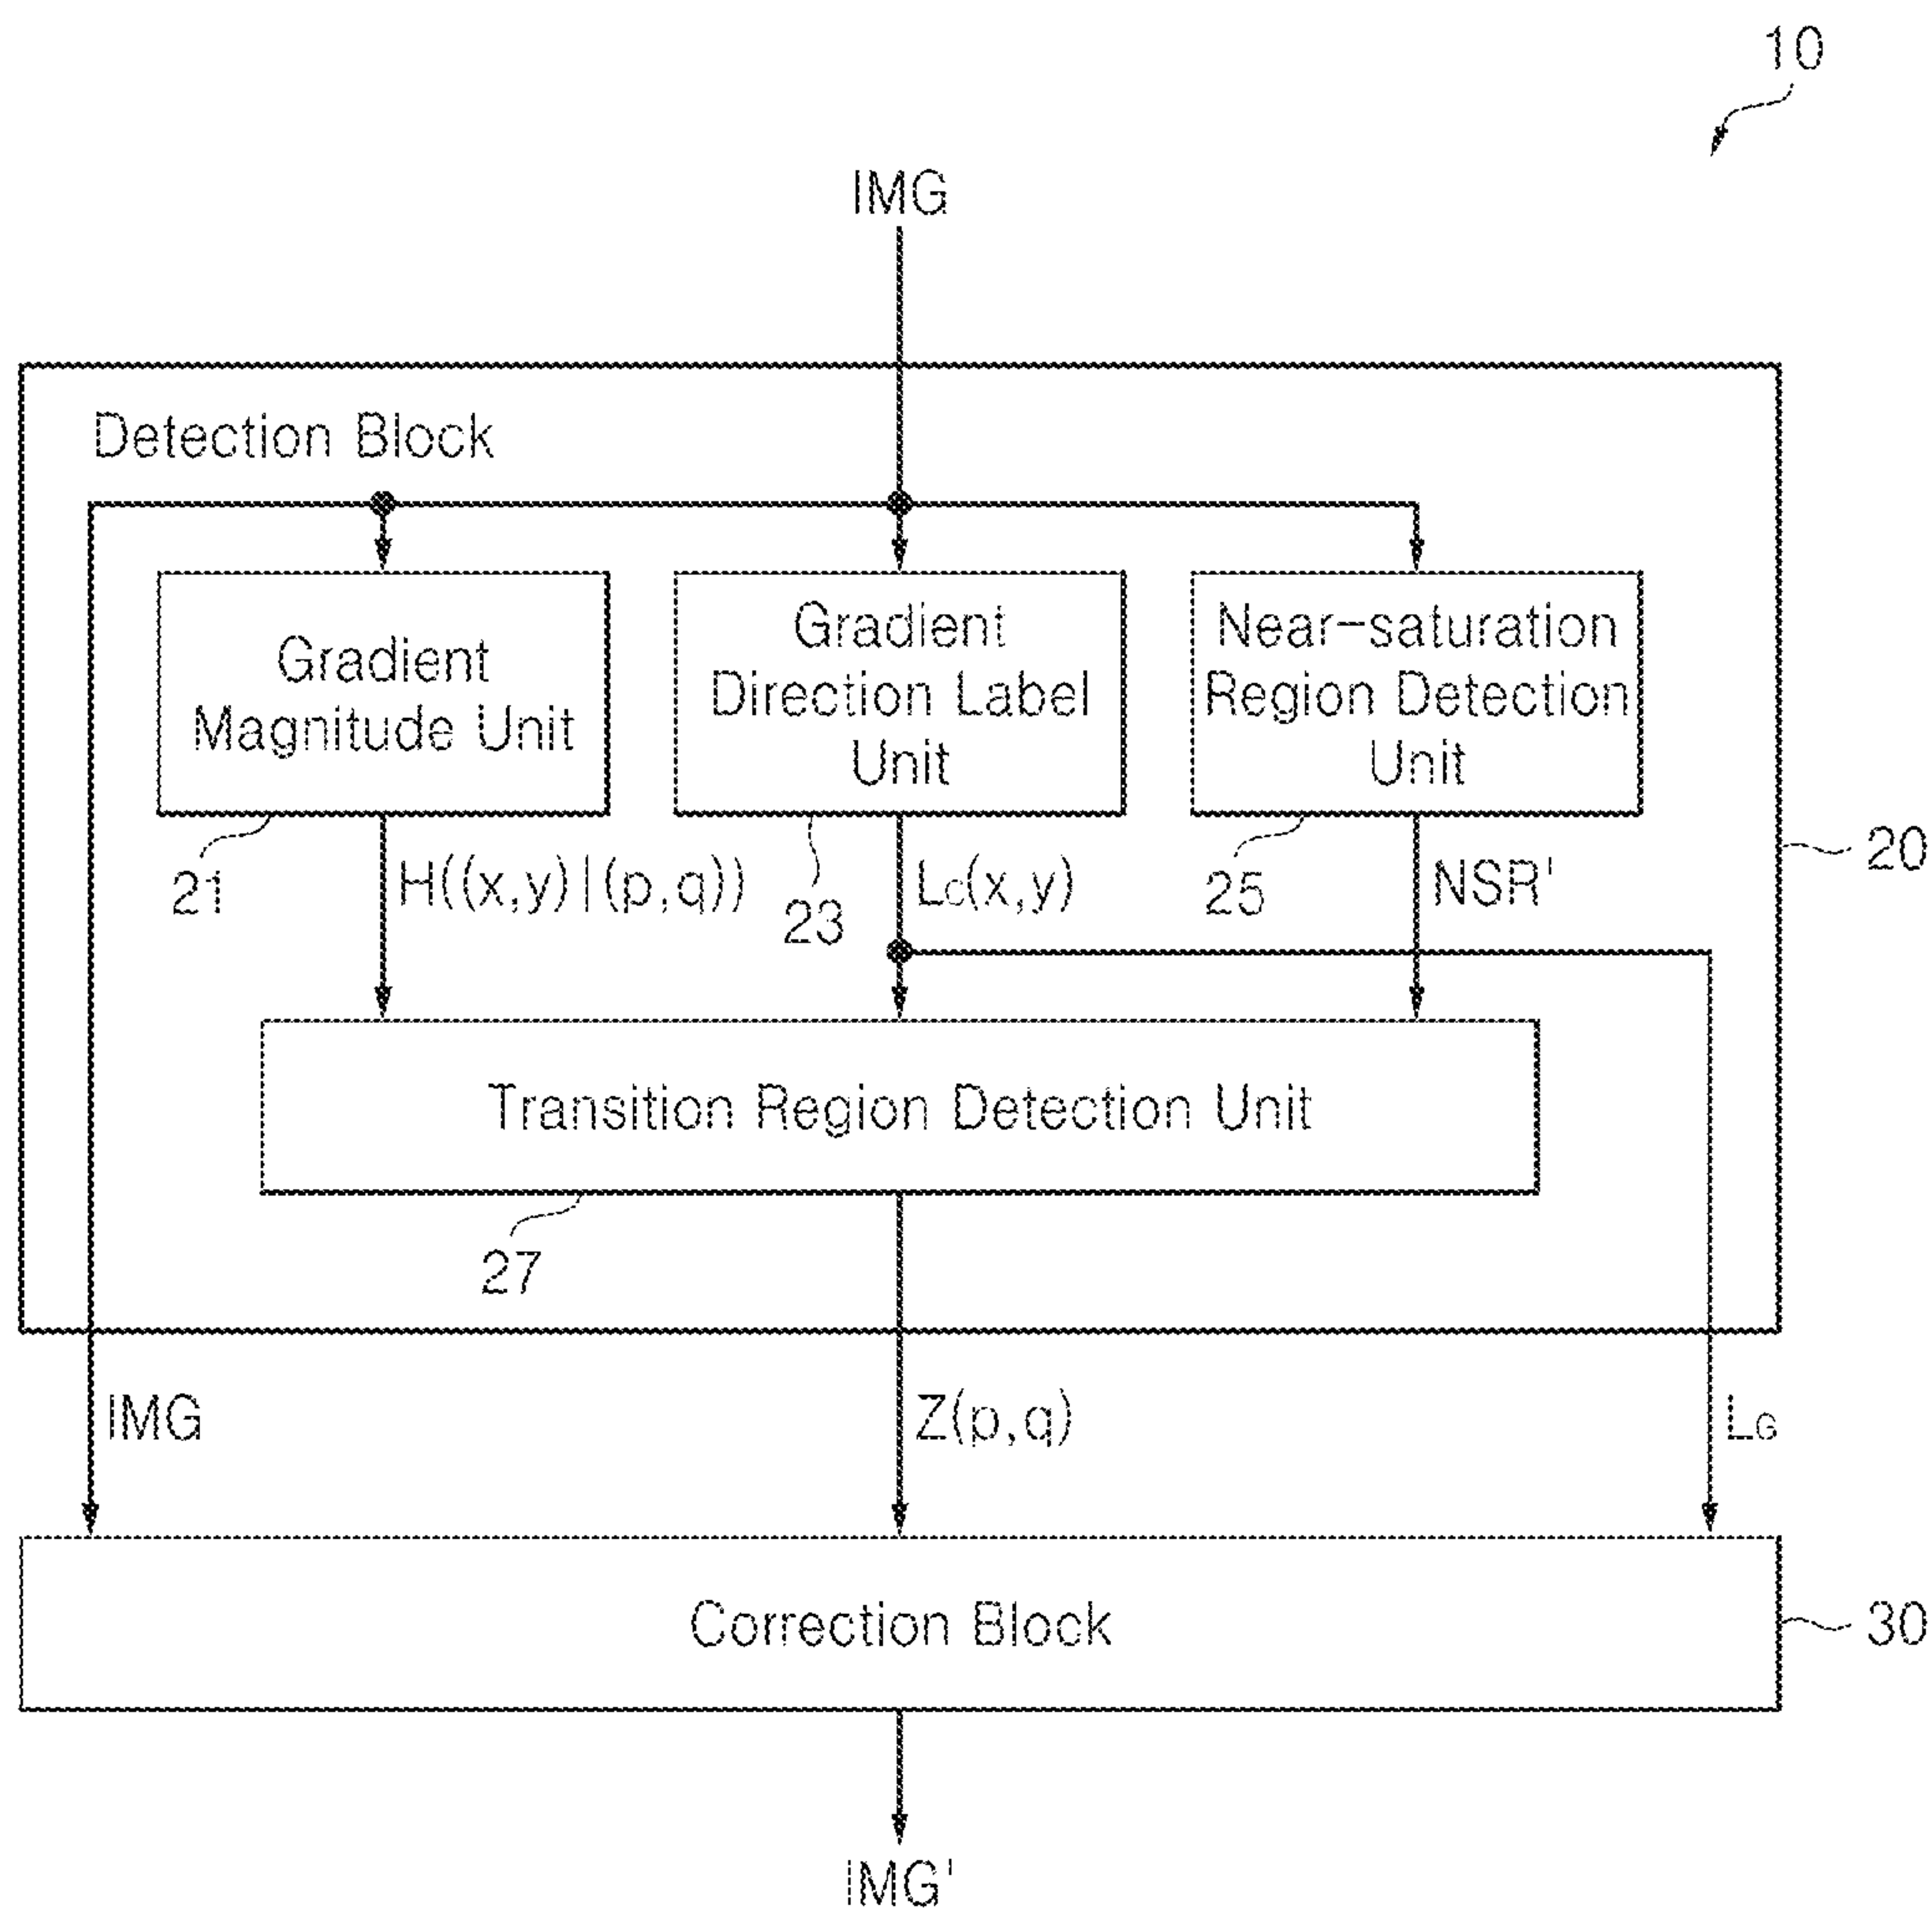 10
IMG
Detection Block
Gradient
Magnitude Unit
Gradient
Direction Label
Unit
Near-saturation
Region Detection
Unit
20
21
H((x,y)|(p,q))
23
LC(x,y)
25
NSR'
Transition Region Detection Unit
27
IMG
Z(p,q)
LG
Correction Block
30
IMG'